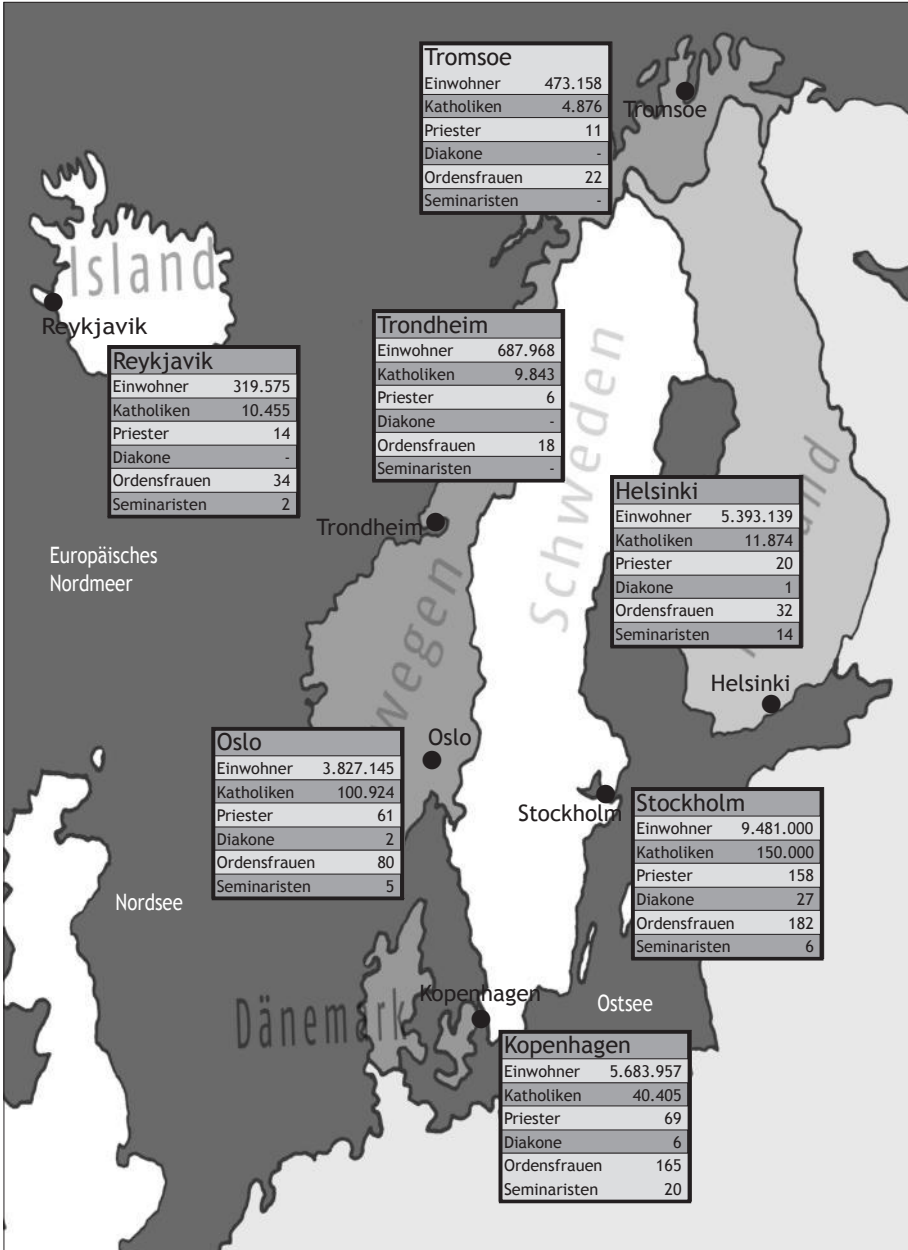 Tromsoe
Einwohner 473.158
Katholiken 4.876
Priester 11
Diakone -
Ordensfrauen 22
Seminaristen -
Tromsoe
Island
Reykjavik
Reykjavik
Einwohner 319.575
Katholiken 10.455
Priester 14
Diakone -
Ordensfrauen 34
Seminaristen 2
Trondheim
Einwohner 687.968
Katholiken 9.843
Priester 6
Diakone -
Ordensfrauen 18
Seminaristen -
Schweden
Helsinki
Einwohner 5.393.139
Katholiken 11.874
Priester 20
Diakone 1
Ordensfrauen 32
Seminaristen 14
Trondheim
Europäisches
Nordmeer
wegen
and
Helsinki
Oslo
Oslo
Einwohner 3.827.145
Katholiken 100.924
Priester 61
Diakone 2
Ordensfrauen 80
Seminaristen 5
Stockholm
Stockholm
Einwohner 9.481.000
Katholiken 150.000
Priester 158
Diakone 27
Ordensfrauen 182
Seminaristen 6
Nordsee
Dänemark
Kopenhagen
Ostsee
Kopenhagen
Einwohner 5.683.957
Katholiken 40.405
Priester 69
Diakone 6
Ordensfrauen 165
Seminaristen 20